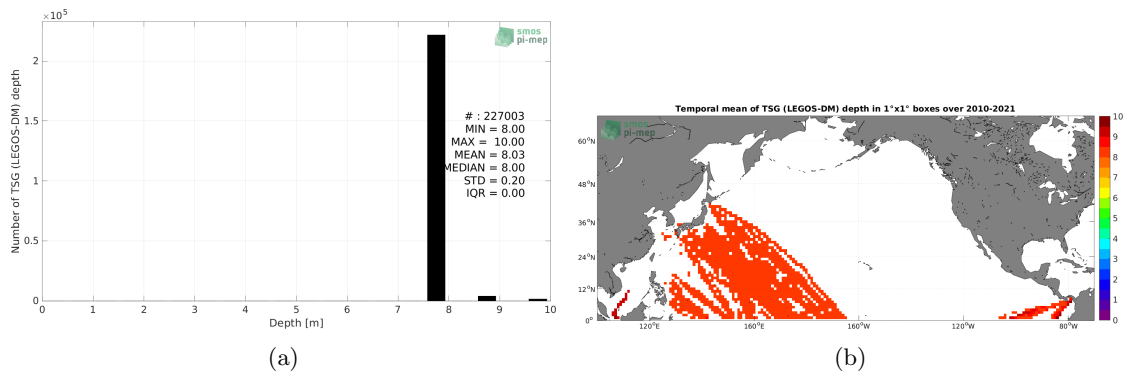 ×10⁵
smos
pi-mep
Number of TSG (LEGOS-DM) depth
2
1.5
1
0.5
0
# : 227003
MIN = 8.00
MAX = 10.00
MEAN = 8.03
MEDIAN = 8.00
STD = 0.20
IQR = 0.00
0 1 2 3 4 5 6 7 8 9 10
Depth [m]
(a)
Temporal mean of TSG (LEGOS-DM) depth in 1°x1° boxes over 2010-2021
smos
pi-mep
60°N
48°N
36°N
24°N
12°N
0°
120°E 160°E 160°W 120°W 80°W
10
9
8
7
6
5
4
3
2
1
0
(b)